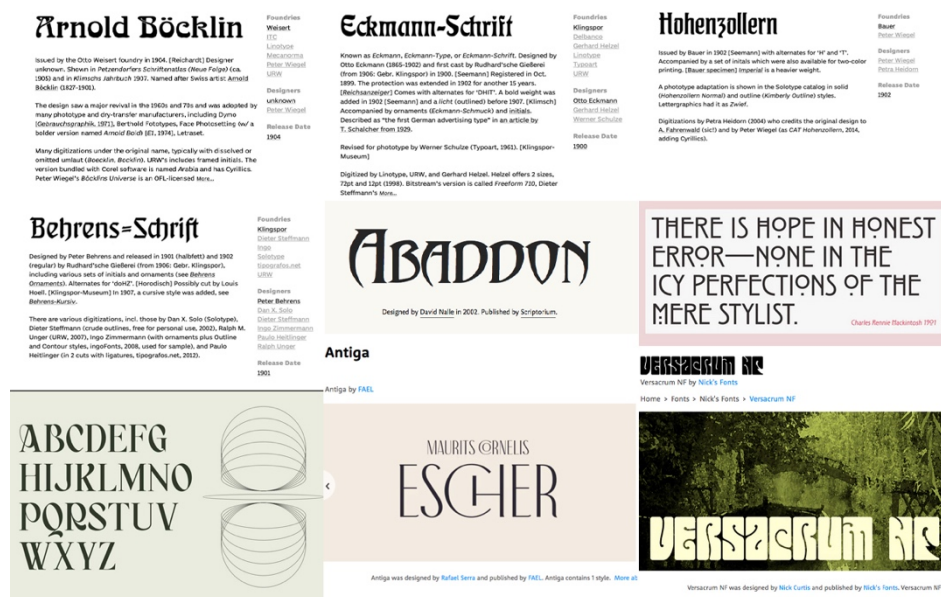 Arnold Böcklin
Issued by the Otto Weisert foundry in 1904. [Reichardt] Designer
unknown. Shown in Petzendorfers Schriftenatlas (Neue Folge) (ca.
1905) and in Klimschs Jahrbuch 1907. Named after Swiss artist Arnold
Böcklin (1827–1901).
The design saw a major revival in the 1960s and 70s and was adopted by
many phototype and dry-transfer manufacturers, including Dymo
[Gebrauchsgraphik, 1971], Berthold Fototypes, Face Photosetting (w/ a
bolder version named Arnold Boldx [EI, 1974], Letraset.
Many digitizations under the original name, typically with dissolved or
omitted umlaut (Boecklin, Bocklin). URW's includes framed initials. The
version bundled with Corel software is named Arabia and has Cyrillics.
Peter Wiegel's Böcklins Universe is an OFL-licensed More…
Foundries
Weisert
ITC
Linotype
Mecanorma
Peter Wiegel
URW
Designers
unknown
Peter Wiegel
Release Date
1904
Eckmann-Schrift
Known as Eckmann, Eckmann-Type, or Eckmann-Schrift. Designed by
Otto Eckmann (1865–1902) and first cast by Rudhard'sche Gießerei
(from 1906: Gebr. Klingspor) in 1900. [Seemann] Registered in Oct.
1899. The protection was extended in 1902 for another 15 years.
[Reichsanzeiger] Comes with alternates for "DHIT". A bold weight was
added in 1902 [Seemann] and a licht (outlined) before 1907. [Klimsch]
Accompanied by ornaments (Eckmann-Schmuck) and initials.
Described as "the first German advertising type" in an article by
T. Schalcher from 1929.
Revised for phototype by Werner Schulze (Typoart, 1961). [Klingspor-
Museum]
Digitized by Linotype, URW, and Gerhard Helzel. Helzel offers 2 sizes,
72pt and 12pt (1998). Bitstream's version is called Freeform 710, Dieter
Steffmann's More…
Foundries
Klingspor
Delbanco
Gerhard Helzel
Linotype
Typoart
URW
Designers
Otto Eckmann
Gerhard Helzel
Werner Schulze
Release Date
1900
Hohenzollern
Issued by Bauer in 1902 [Seemann] with alternates for 'H' and 'T'.
Accompanied by a set of initals which were also available for two-color
printing. [Bauer specimen] Imperial is a heavier weight.
A photótype adaptation is shown in the Solotype catalog in solid
(Hohenzollern Normal) and outline (Kimberly Outline) styles.
Lettergraphics had it as Zwief.
Digitizations by Petra Heidorn (2004) who credits the original design to
A. Fahrenwald (sic!) and by Peter Wiegel (as CAT Hohenzollern, 2014,
adding Cyrillics).
Foundries
Bauer
Peter Wiegel
Designers
Peter Wiegel
Petra Heidorn
Release Date
1902
Behrens-Schrift
Designed by Peter Behrens and released in 1901 (halbfett) and 1902
(regular) by Rudhard'sche Gießerei (from 1906: Gebr. Klingspor),
including various sets of initials and ornaments (see Behrens
Ornaments). Alternates for 'doHZ'. [Horodisch] Possibly cut by Louis
Hoell. [Klingspor-Museum] In 1907, a cursive style was added, see
Behrens-Kursiv.
There are various digitizations, incl. those by Dan X. Solo (Solotype),
Dieter Steffmann (crude outlines, free for personal use, 2002), Ralph M.
Unger (URW, 2007), Ingo Zimmermann (with ornaments plus Outline
and Contour styles, ingoFonts, 2008, used for sample), and Paulo
Heitlinger (in 2 cuts with ligatures, tipografos.net, 2012).
Foundries
Klingspor
Dieter Steffmann
Ingo
Solotype
tipografos.net
URW
Designers
Peter Behrens
Dan X. Solo
Dieter Steffmann
Ingo Zimmermann
Paulo Heitlinger
Ralph Unger
Release Date
1901
ABADDON
Designed by David Nalle in 2002. Published by Scriptorium.
THERE IS HOPE IN HONEST
ERROR—NONE IN THE
ICY PERFECTIONS OF THE
MERE STYLIST.
Charles Rennie Mackintosh 1901
Antiga
Antiga by FAEL
MAURITS CORNELIS
ESCHER
Antiga was designed by Rafael Serra and published by FAEL. Antiga contains 1 style. More at
VERSACRUM NF
Versacrum NF by Nick's Fonts
Home > Fonts > Nick's Fonts > Versacrum NF
VERSACRUM NF
Versacrum NF was designed by Nick Curtis and published by Nick's Fonts. Versacrum NF
ABCDEFG
HIJKLMNO
PQRSTUV
WXYZ